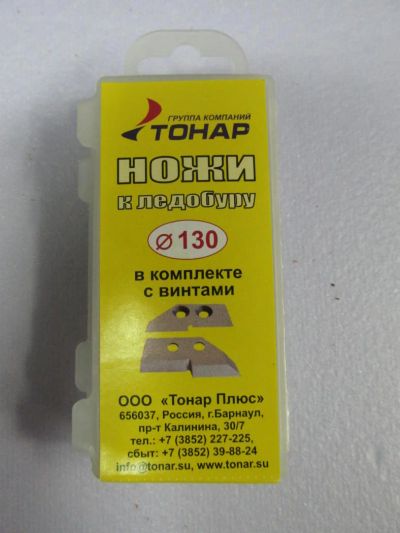 ГРУППА КОМПАНИЙ
ТОНАР
НОЖИ
к ледобуру
⌀ 130
в комплекте
с винтами
ООО «Тонар Плюс»
656037, Россия, г.Барнаул,
пр-т Калинина, 30/7
тел.: +7 (3852) 227-225,
сбыт: +7 (3852) 39-88-24
info@tonar.su, www.tonar.su